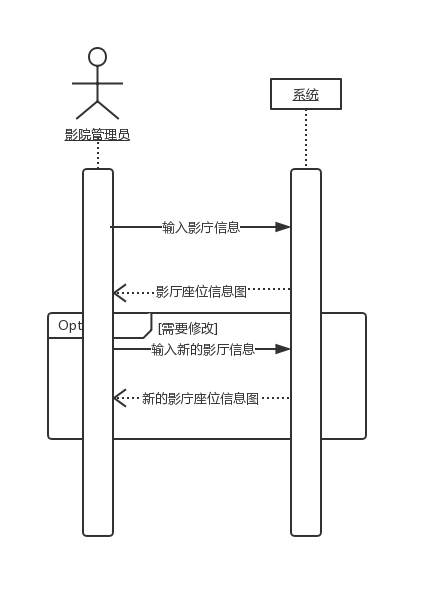 影院管理员
系统
输入影厅信息
影厅座位信息图
Opt
[需要修改]
输入新的影厅信息
新的影厅座位信息图